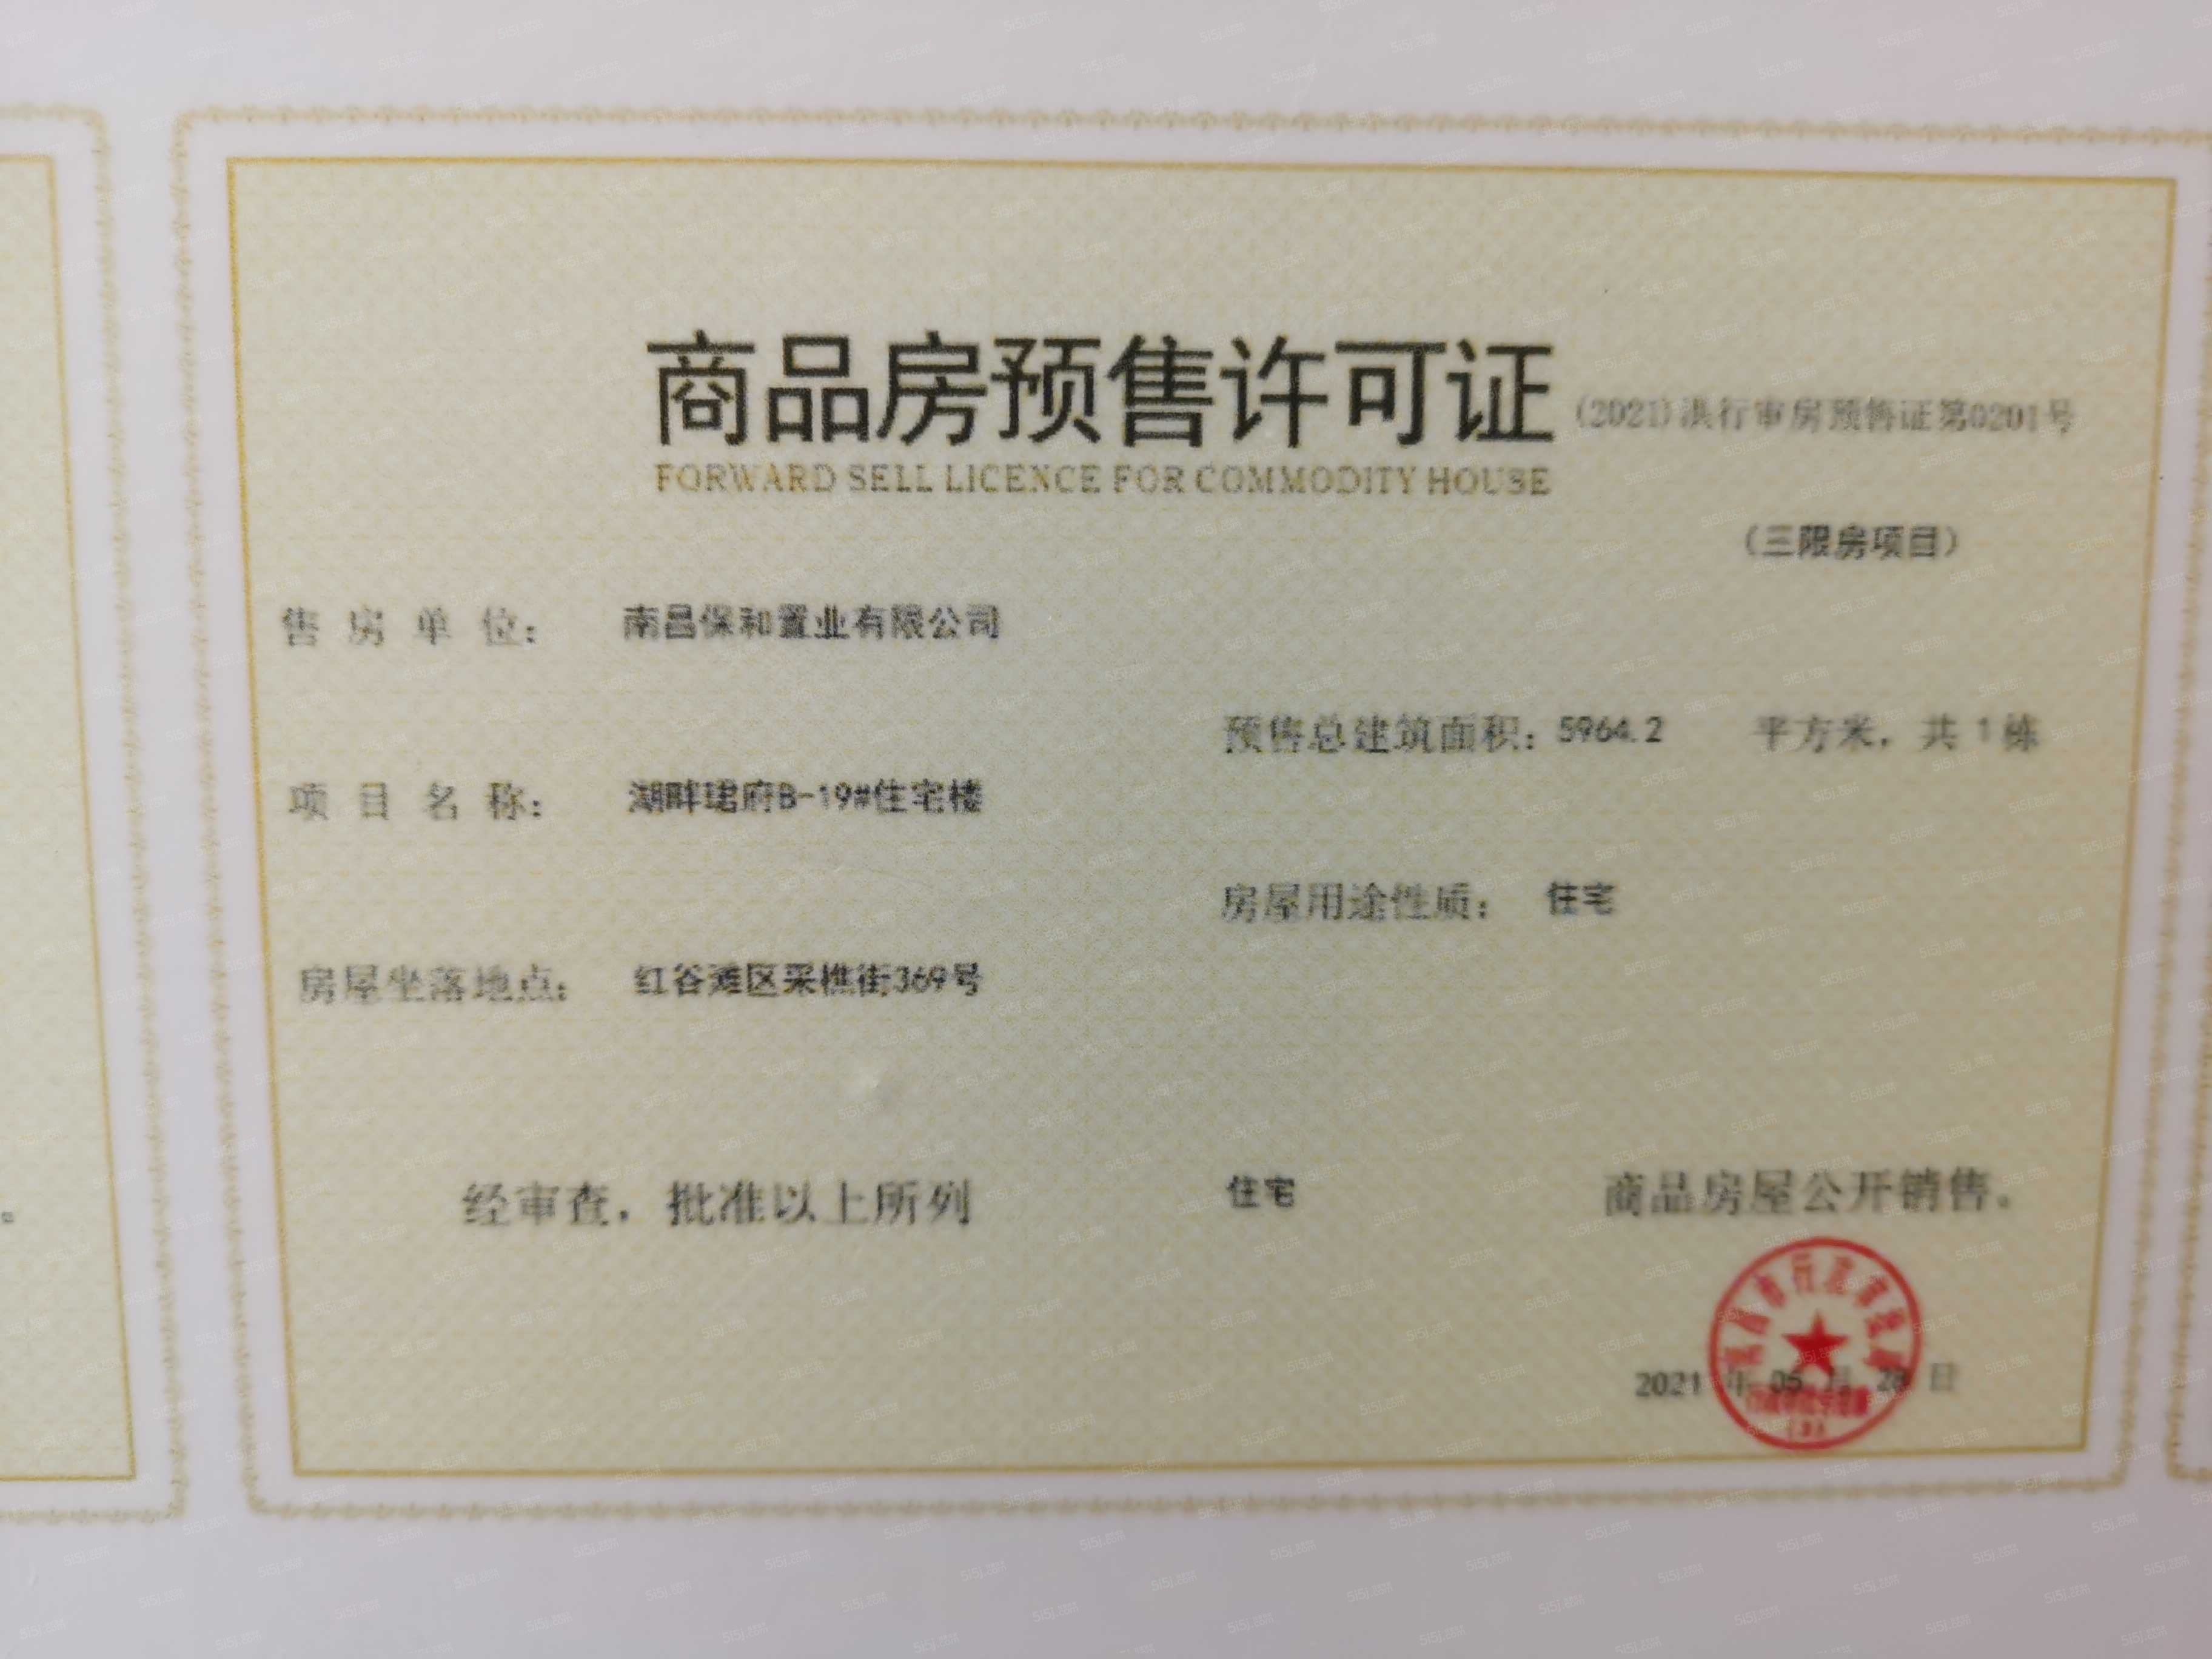 商品房预售许可证 (2021)洪行审房预售证第0201号
FORWARD SELL LICENCE FOR COMMODITY HOUSE
(三限房项目)
售房单位: 南昌保和置业有限公司
预售总建筑面积: 5964.2 平方米, 共 1 栋
项目名称: 湖畔珺府B-19#住宅楼
房屋用途性质: 住宅
房屋坐落地点: 红谷滩区采樵街369号
经审查, 批准以上所列 住宅 商品房屋公开销售。
2021 年 05 月 28 日